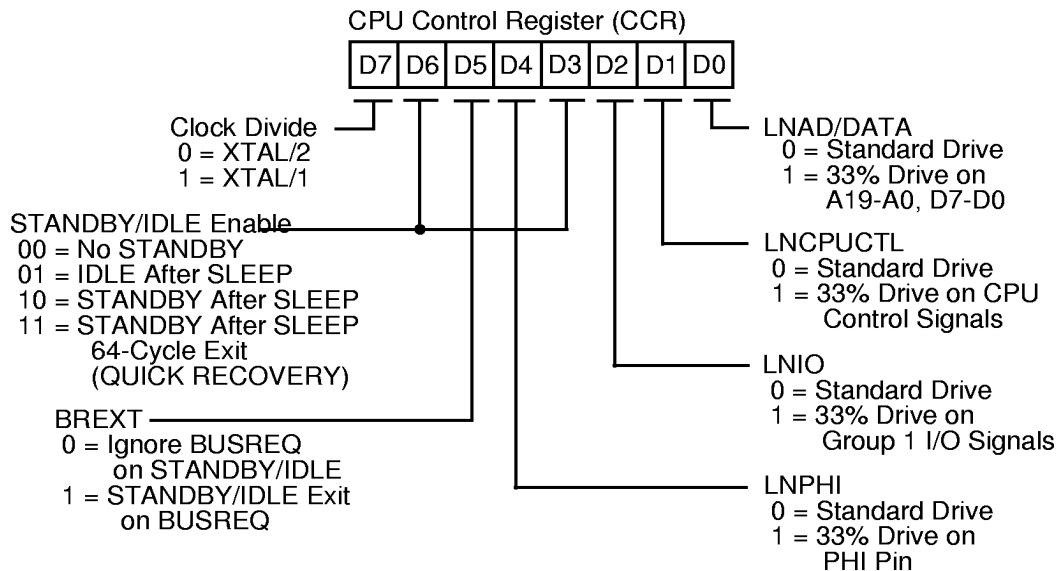 CPU Control Register (CCR)
D7 D6 D5 D4 D3 D2 D1 D0
Clock Divide
0 = XTAL/2
1 = XTAL/1
STANDBY/IDLE Enable
00 = No STANDBY
01 = IDLE After SLEEP
10 = STANDBY After SLEEP
11 = STANDBY After SLEEP
64-Cycle Exit
(QUICK RECOVERY)
BREXT
0 = Ignore BUSREQ
on STANDBY/IDLE
1 = STANDBY/IDLE Exit
on BUSREQ
LNAD/DATA
0 = Standard Drive
1 = 33% Drive on
A19-A0, D7-D0
LNCPUCTL
0 = Standard Drive
1 = 33% Drive on CPU
Control Signals
LNIO
0 = Standard Drive
1 = 33% Drive on
Group 1 I/O Signals
LNPHI
0 = Standard Drive
1 = 33% Drive on
PHI Pin